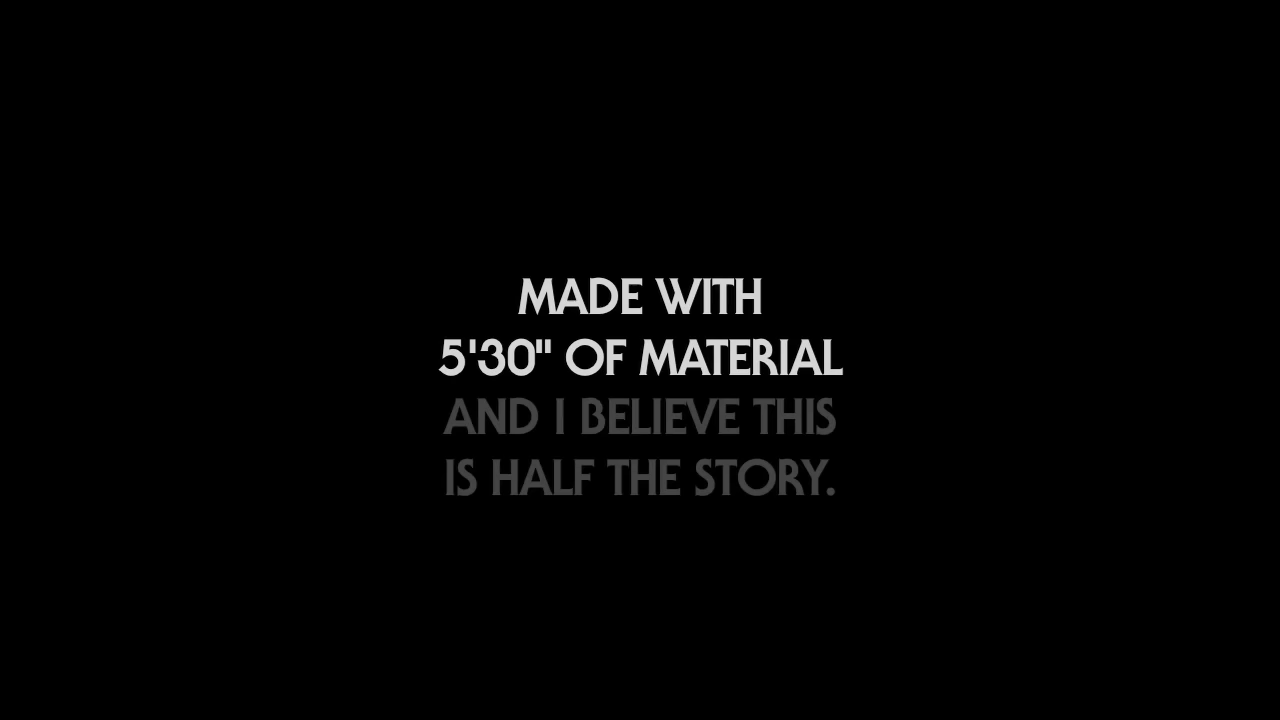 MADE WITH
5'30" OF MATERIAL
AND I BELIEVE THIS
IS HALF THE STORY.